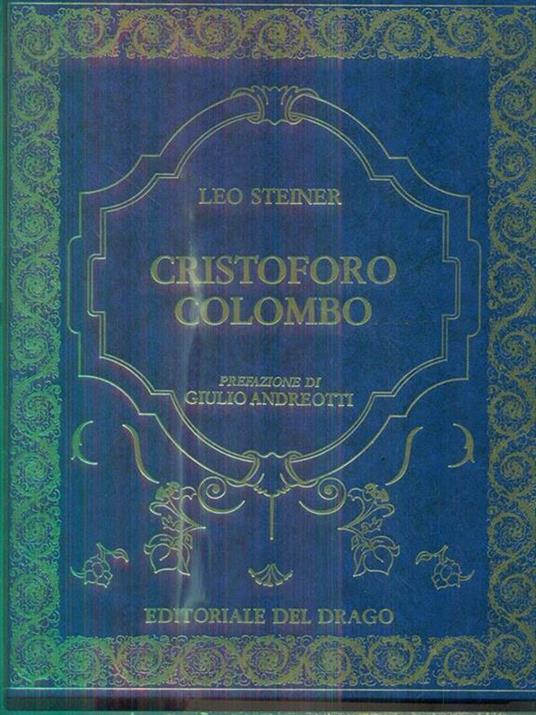 LEO STEINER
CRISTOFORO
COLOMBO
PREFAZIONE DI
GIULIO ANDREOTTI
EDITORIALE DEL DRAGO